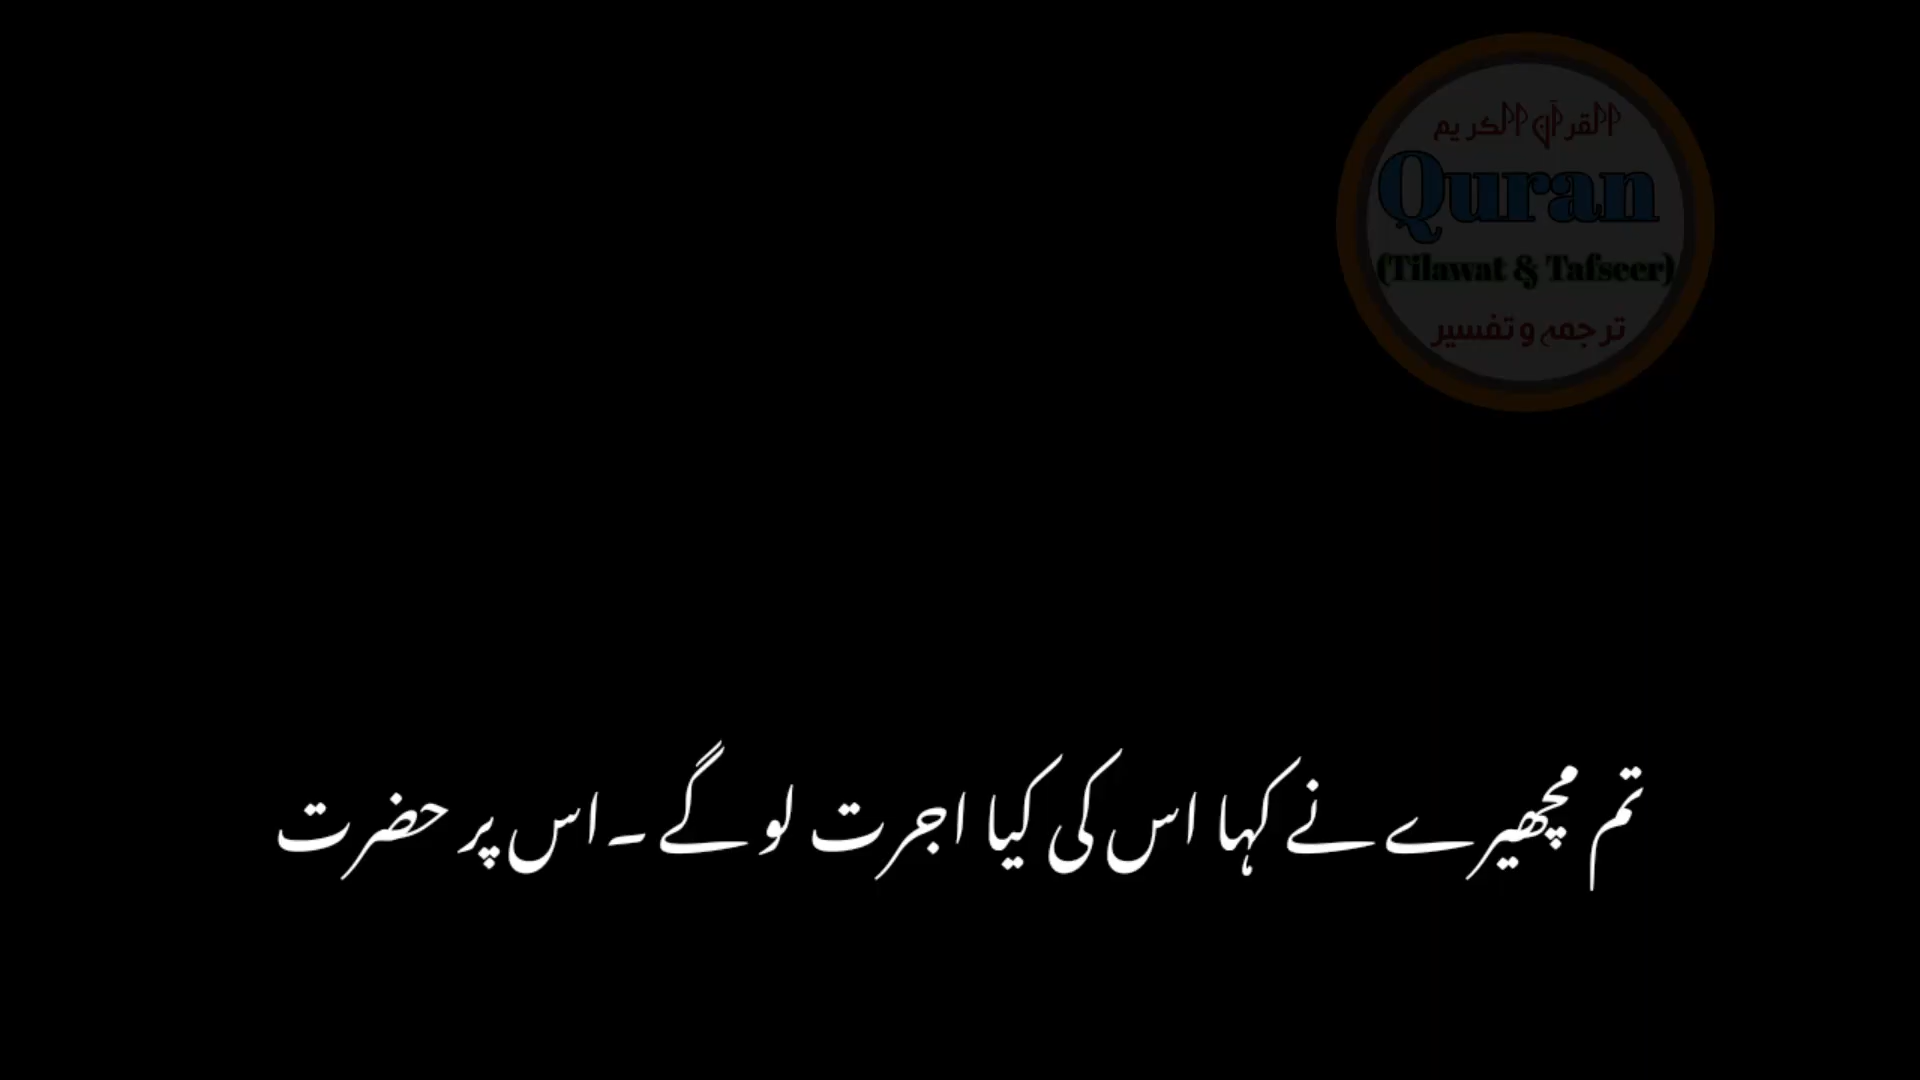 القرآن الكريم
Quran
(Tilawat & Tafseer)
ترجمہ و تفسیر
تم مچھیرے نے کہا اس کی کیا اجرت لو گے ۔ اس پر حضرت